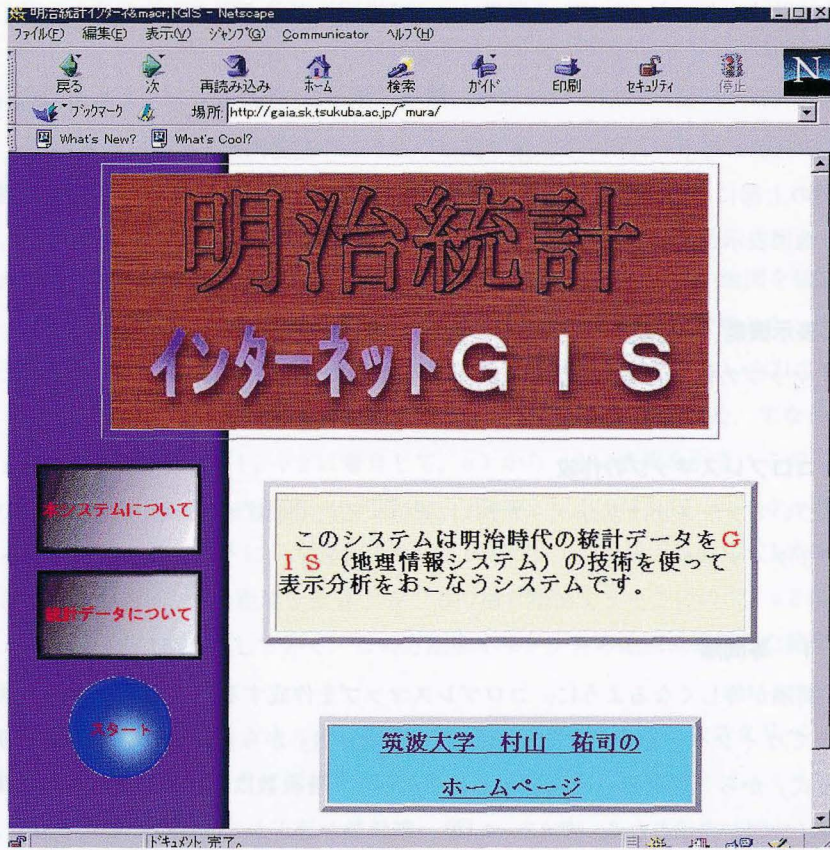 明治統計インターネ&macr;トGIS - Netscape
ファイル(F) 編集(E) 表示(V) ジャンプ(G) Communicator ヘルプ(H)
戻る 次 再読み込み ホーム 検索 ガイド 印刷 セキュリティ 停止 N
ブックマーク 場所: http://gaia.sk.tsukuba.ac.jp/~mura/
What's New? What's Cool?
明治統計
インターネットGIS
本システムについて
統計データについて
スタート
このシステムは明治時代の統計データをG
IS(地理情報システム)の技術を使って
表示分析をおこなうシステムです。
筑波大学 村山 祐司の
ホームページ
ドキュメント: 完了。